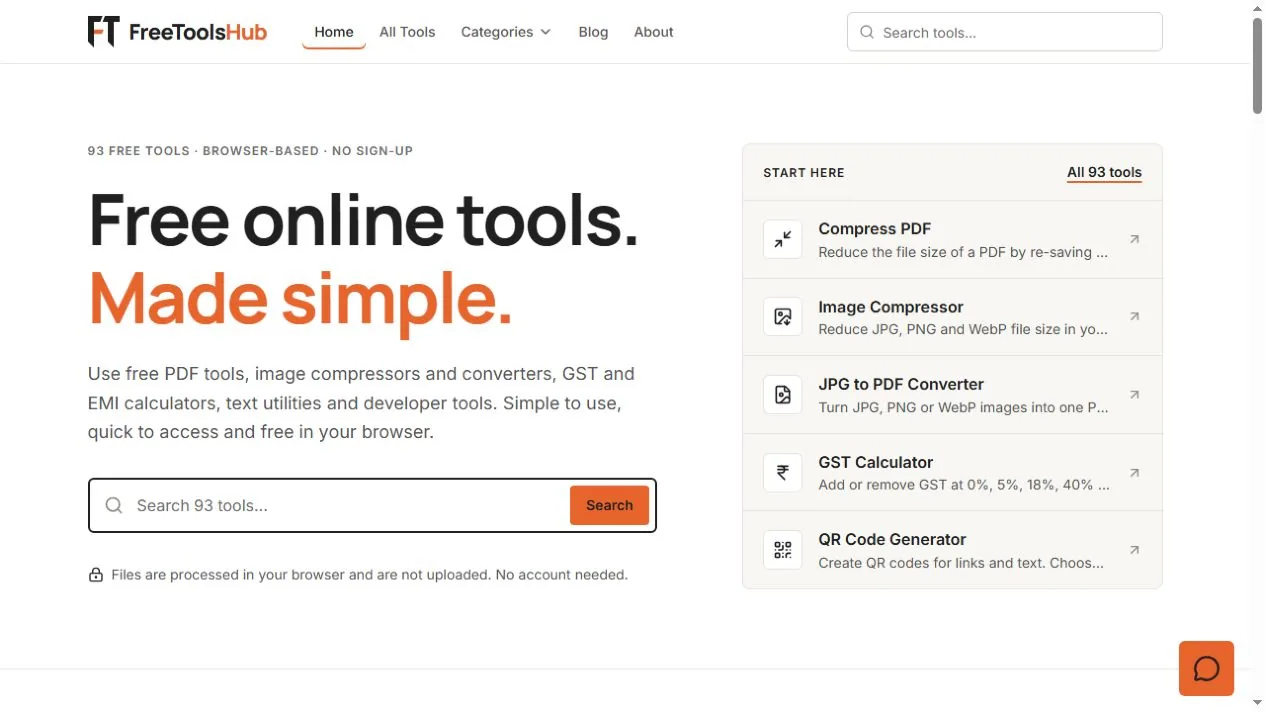 FT FreeToolsHub
Home
All Tools
Categories
Blog
About
Search tools...
93 FREE TOOLS · BROWSER-BASED · NO SIGN-UP
Free online tools.
Made simple.
Use free PDF tools, image compressors and converters, GST and
EMI calculators, text utilities and developer tools. Simple to use,
quick to access and free in your browser.
Search 93 tools...
Search
Files are processed in your browser and are not uploaded. No account needed.
START HERE
All 93 tools
Compress PDF
Reduce the file size of a PDF by re-saving ...
Image Compressor
Reduce JPG, PNG and WebP file size in yo...
JPG to PDF Converter
Turn JPG, PNG or WebP images into one P...
₹
GST Calculator
Add or remove GST at 0%, 5%, 18%, 40% ...
QR Code Generator
Create QR codes for links and text. Choos...